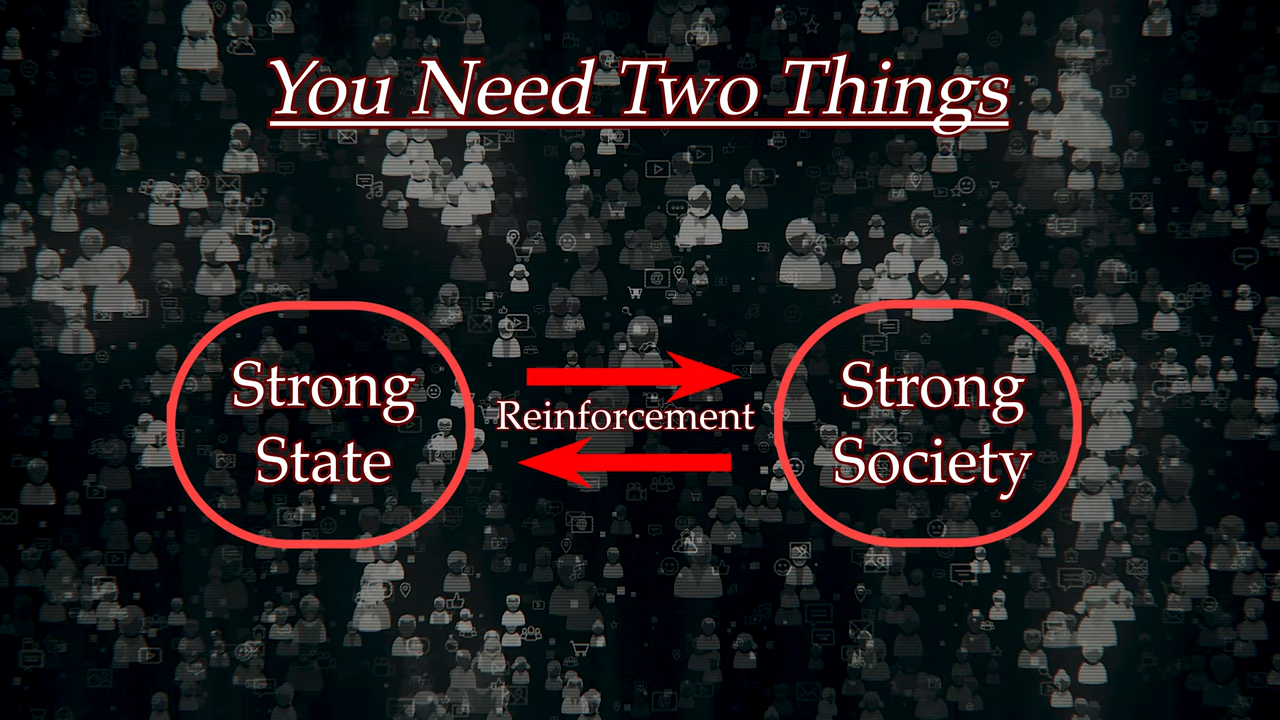 You Need Two Things
Strong
State
Reinforcement
Strong
Society